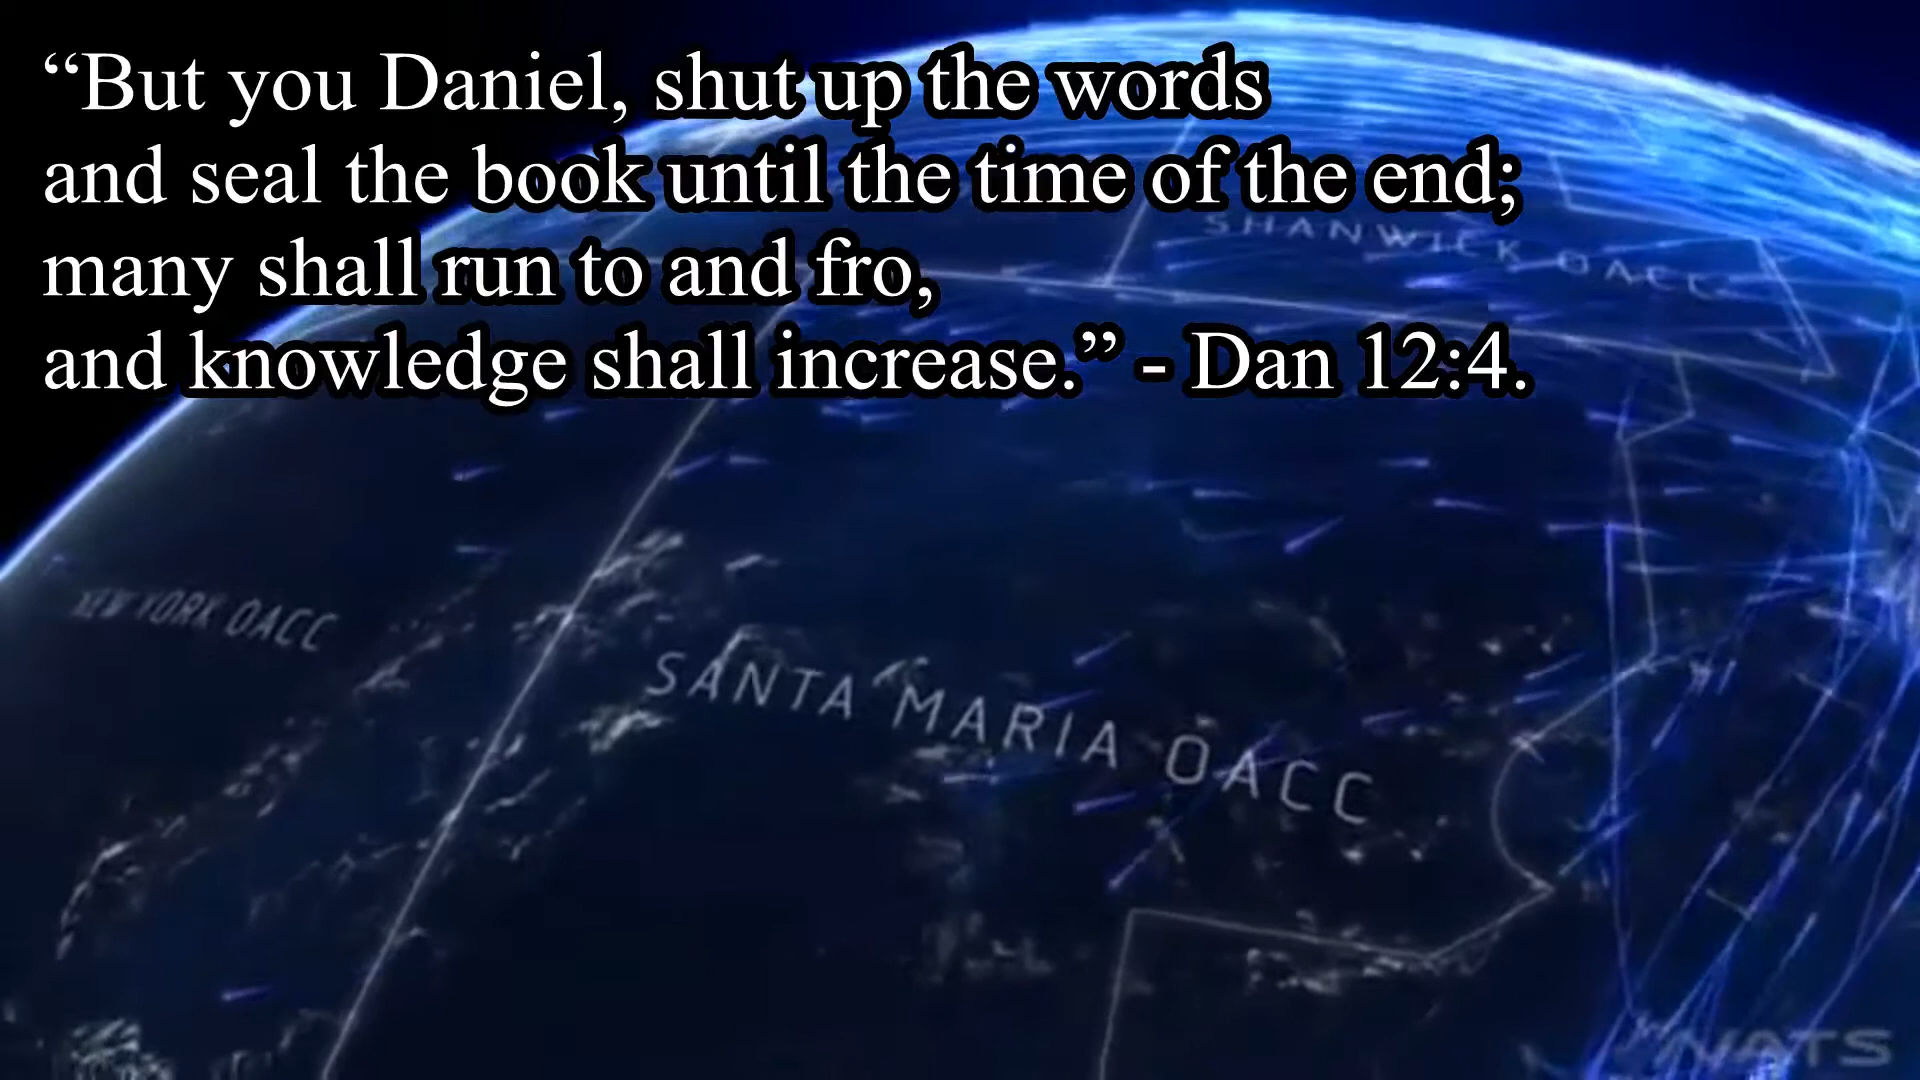 “But you Daniel, shut up the words
and seal the book until the time of the end;
many shall run to and fro,
and knowledge shall increase.” - Dan 12:4.
SHANWICK OACC
NEW YORK OACC
SANTA MARIA OACC
NATS